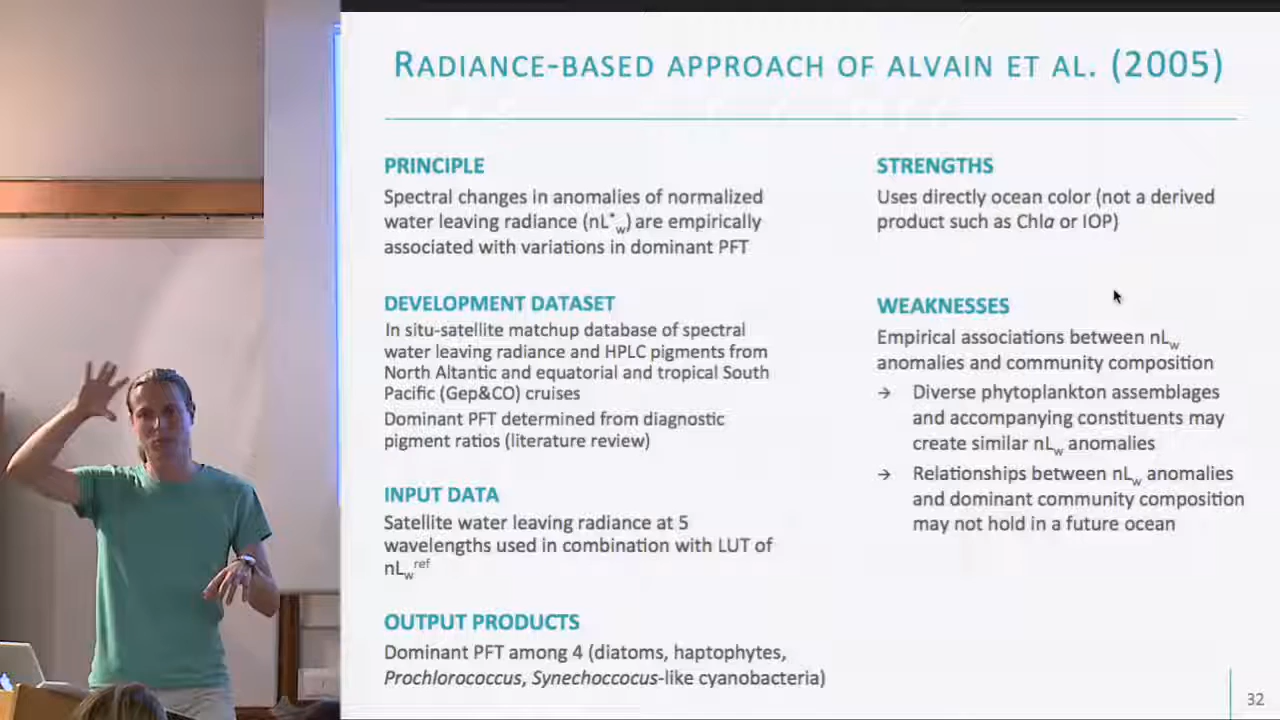 RADIANCE-BASED APPROACH OF ALVAIN ET AL. (2005)
PRINCIPLE
Spectral changes in anomalies of normalized
water leaving radiance (nL*w) are empirically
associated with variations in dominant PFT
DEVELOPMENT DATASET
In situ-satellite matchup database of spectral
water leaving radiance and HPLC pigments from
North Altantic and equatorial and tropical South
Pacific (Gep&CO) cruises
Dominant PFT determined from diagnostic
pigment ratios (literature review)
INPUT DATA
Satellite water leaving radiance at 5
wavelengths used in combination with LUT of
nLwref
OUTPUT PRODUCTS
Dominant PFT among 4 (diatoms, haptophytes,
Prochlorococcus, Synechoccocus-like cyanobacteria)
STRENGTHS
Uses directly ocean color (not a derived
product such as Chla or IOP)
WEAKNESSES
Empirical associations between nLw
anomalies and community composition
→ Diverse phytoplankton assemblages
and accompanying constituents may
create similar nLw anomalies
→ Relationships between nLw anomalies
and dominant community composition
may not hold in a future ocean
32